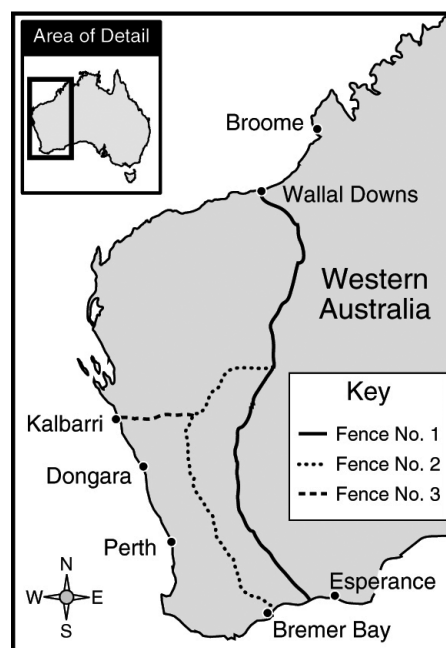 Area of Detail
Broome
Wallal Downs
Western
Australia
Key
Fence No. 1
Fence No. 2
Fence No. 3
Kalbarri
Dongara
Perth
Esperance
Bremer Bay
N
W E
S